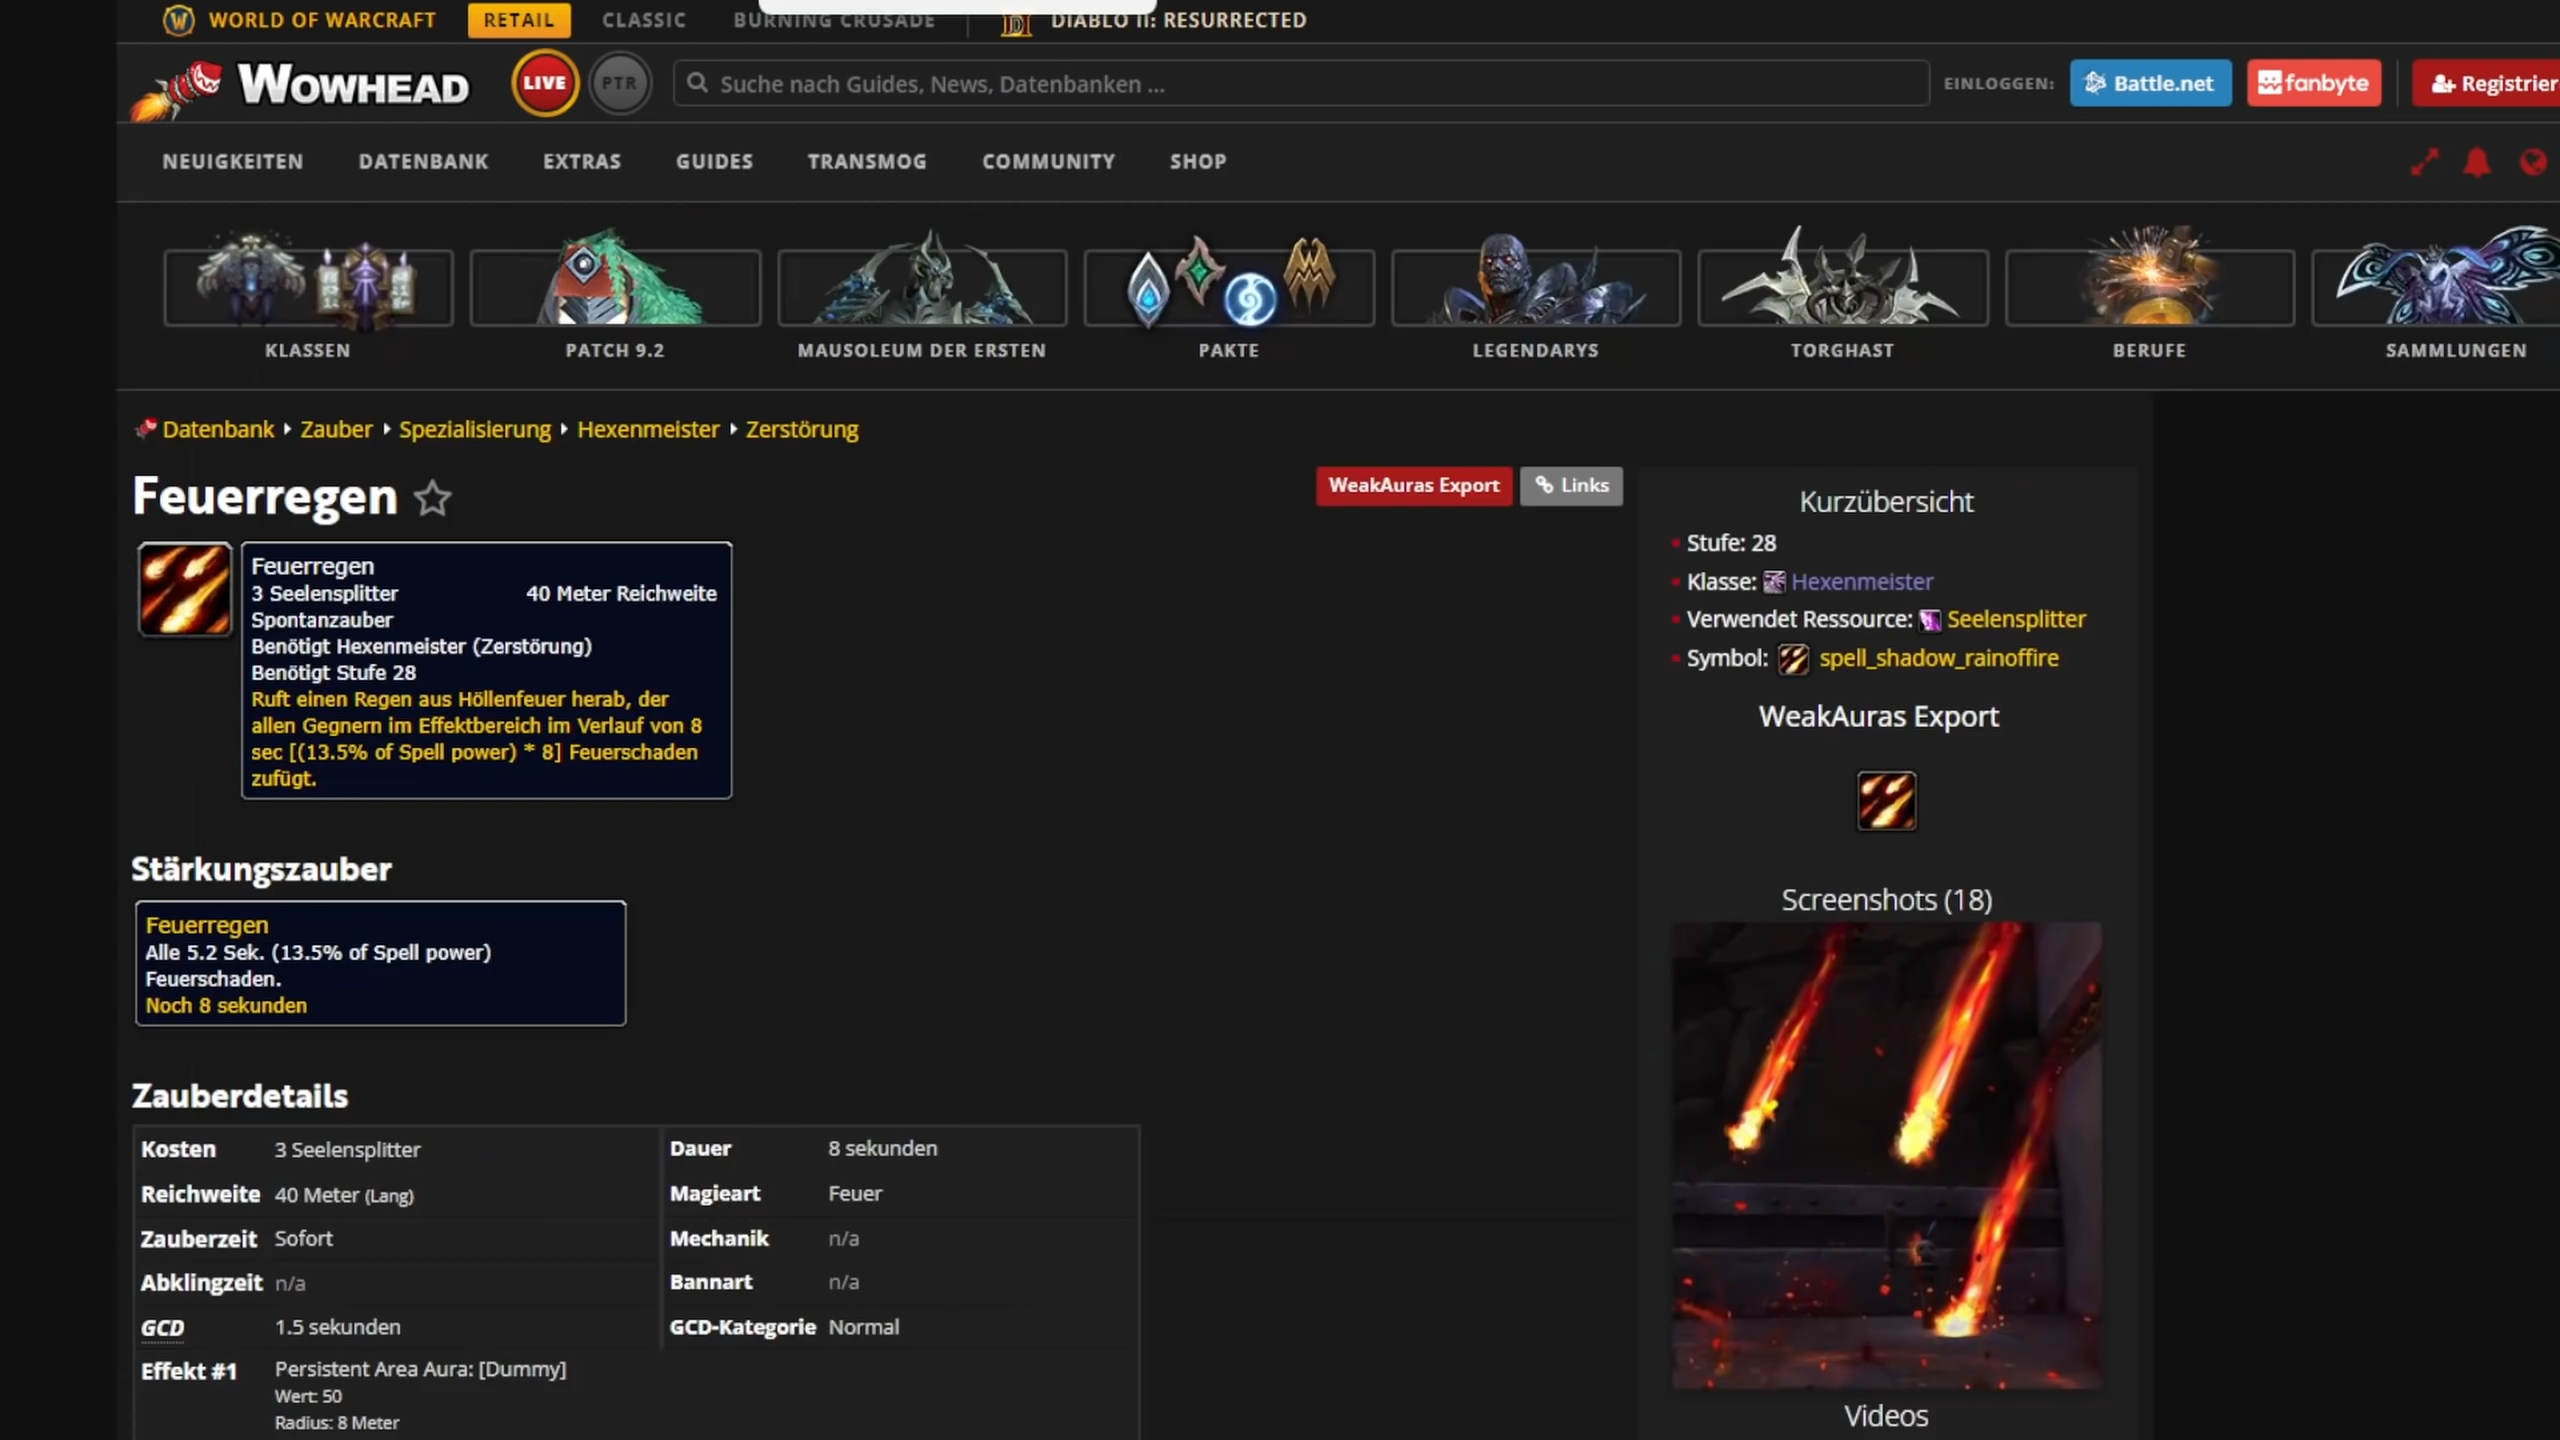 WORLD OF WARCRAFT RETAIL CLASSIC BURNING CRUSADE DIABLO II: RESURRECTED
WOWHEAD LIVE PTR Suche nach Guides, News, Datenbanken ... EINLOGGEN: Battle.net fanbyte Registrier
NEUIGKEITEN DATENBANK EXTRAS GUIDES TRANSMOG COMMUNITY SHOP
KLASSEN PATCH 9.2 MAUSOLEUM DER ERSTEN PAKTE LEGENDARYS TORGHAST BERUFE SAMMLUNGEN
Datenbank Zauber Spezialisierung Hexenmeister Zerstörung
Feuerregen
WeakAuras Export Links
Feuerregen
3 Seelensplitter 40 Meter Reichweite
Spontanzauber
Benötigt Hexenmeister (Zerstörung)
Benötigt Stufe 28
Ruft einen Regen aus Höllenfeuer herab, der
allen Gegnern im Effektbereich im Verlauf von 8
sec [(13.5% of Spell power) * 8] Feuerschaden
zufügt.
Stärkungszauber
Feuerregen
Alle 5.2 Sek. (13.5% of Spell power)
Feuerschaden.
Noch 8 sekunden
Zauberdetails
Kosten 3 Seelensplitter Dauer 8 sekunden
Reichweite 40 Meter (Lang) Magieart Feuer
Zauberzeit Sofort Mechanik n/a
Abklingzeit n/a Bannart n/a
GCD 1.5 sekunden GCD-Kategorie Normal
Effekt #1 Persistent Area Aura: [Dummy]
Wert: 50
Radius: 8 Meter
Kurzübersicht
Stufe: 28
Klasse: Hexenmeister
Verwendet Ressource: Seelensplitter
Symbol: spell_shadow_rainoffire
WeakAuras Export
Screenshots (18)
Videos